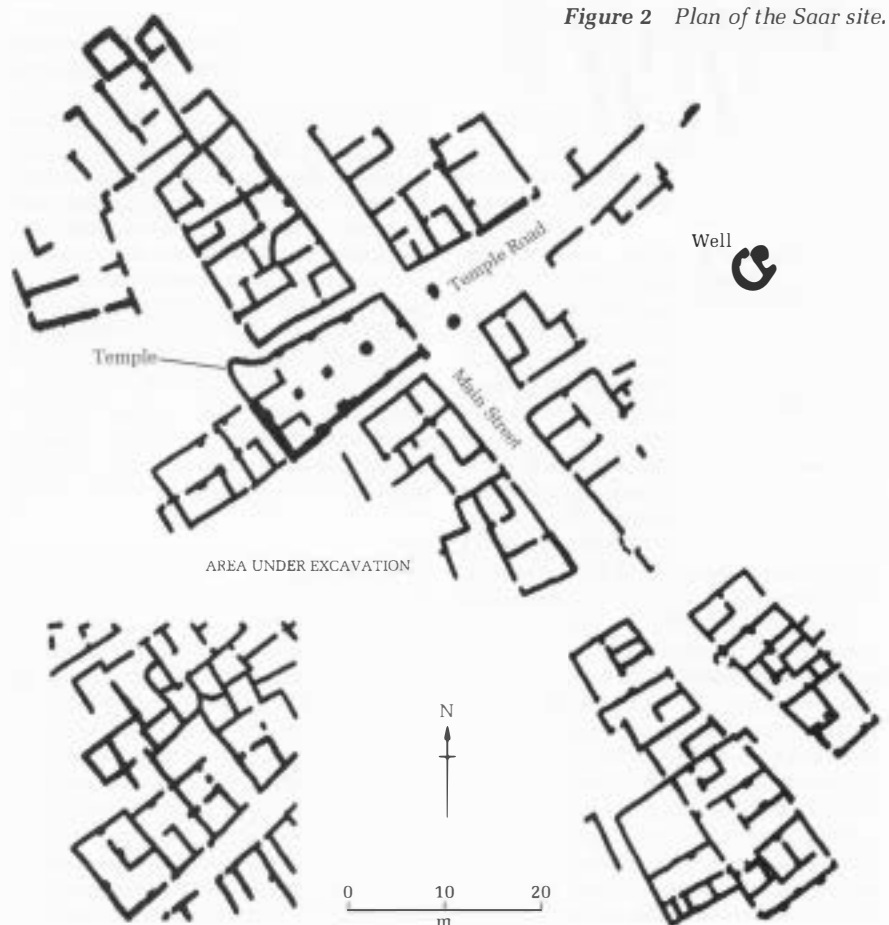 Figure 2 Plan of the Saar site.
Well
Temple Road
Temple
Main Street
AREA UNDER EXCAVATION
N
0 10 20
m